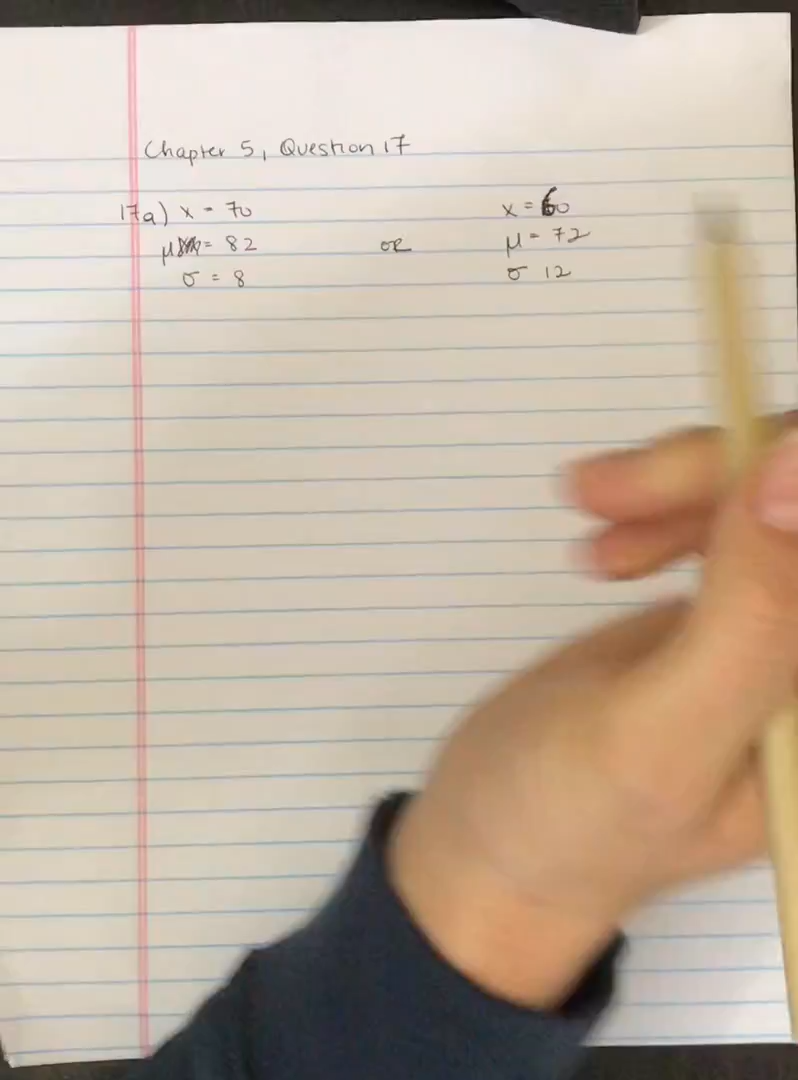 Chapter 5, Question 17
17a) x = 70
μ = 82
σ = 8
OR
x = 60
μ = 72
σ 12